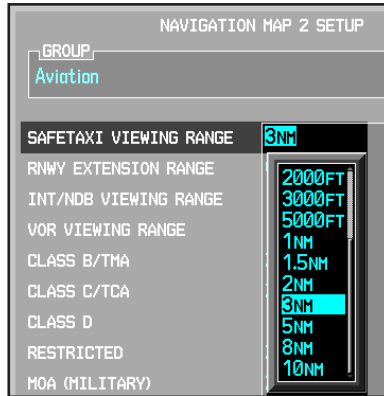 NAVIGATION MAP 2 SETUP
GROUP
Aviation
SAFETAXI VIEWING RANGE 3NM
RNWY EXTENSION RANGE
INT/NDB VIEWING RANGE
VOR VIEWING RANGE
CLASS B/TMA
CLASS C/TCA
CLASS D
RESTRICTED
MOA (MILITARY)
2000FT
3000FT
5000FT
1NM
1.5NM
2NM
3NM
5NM
8NM
10NM